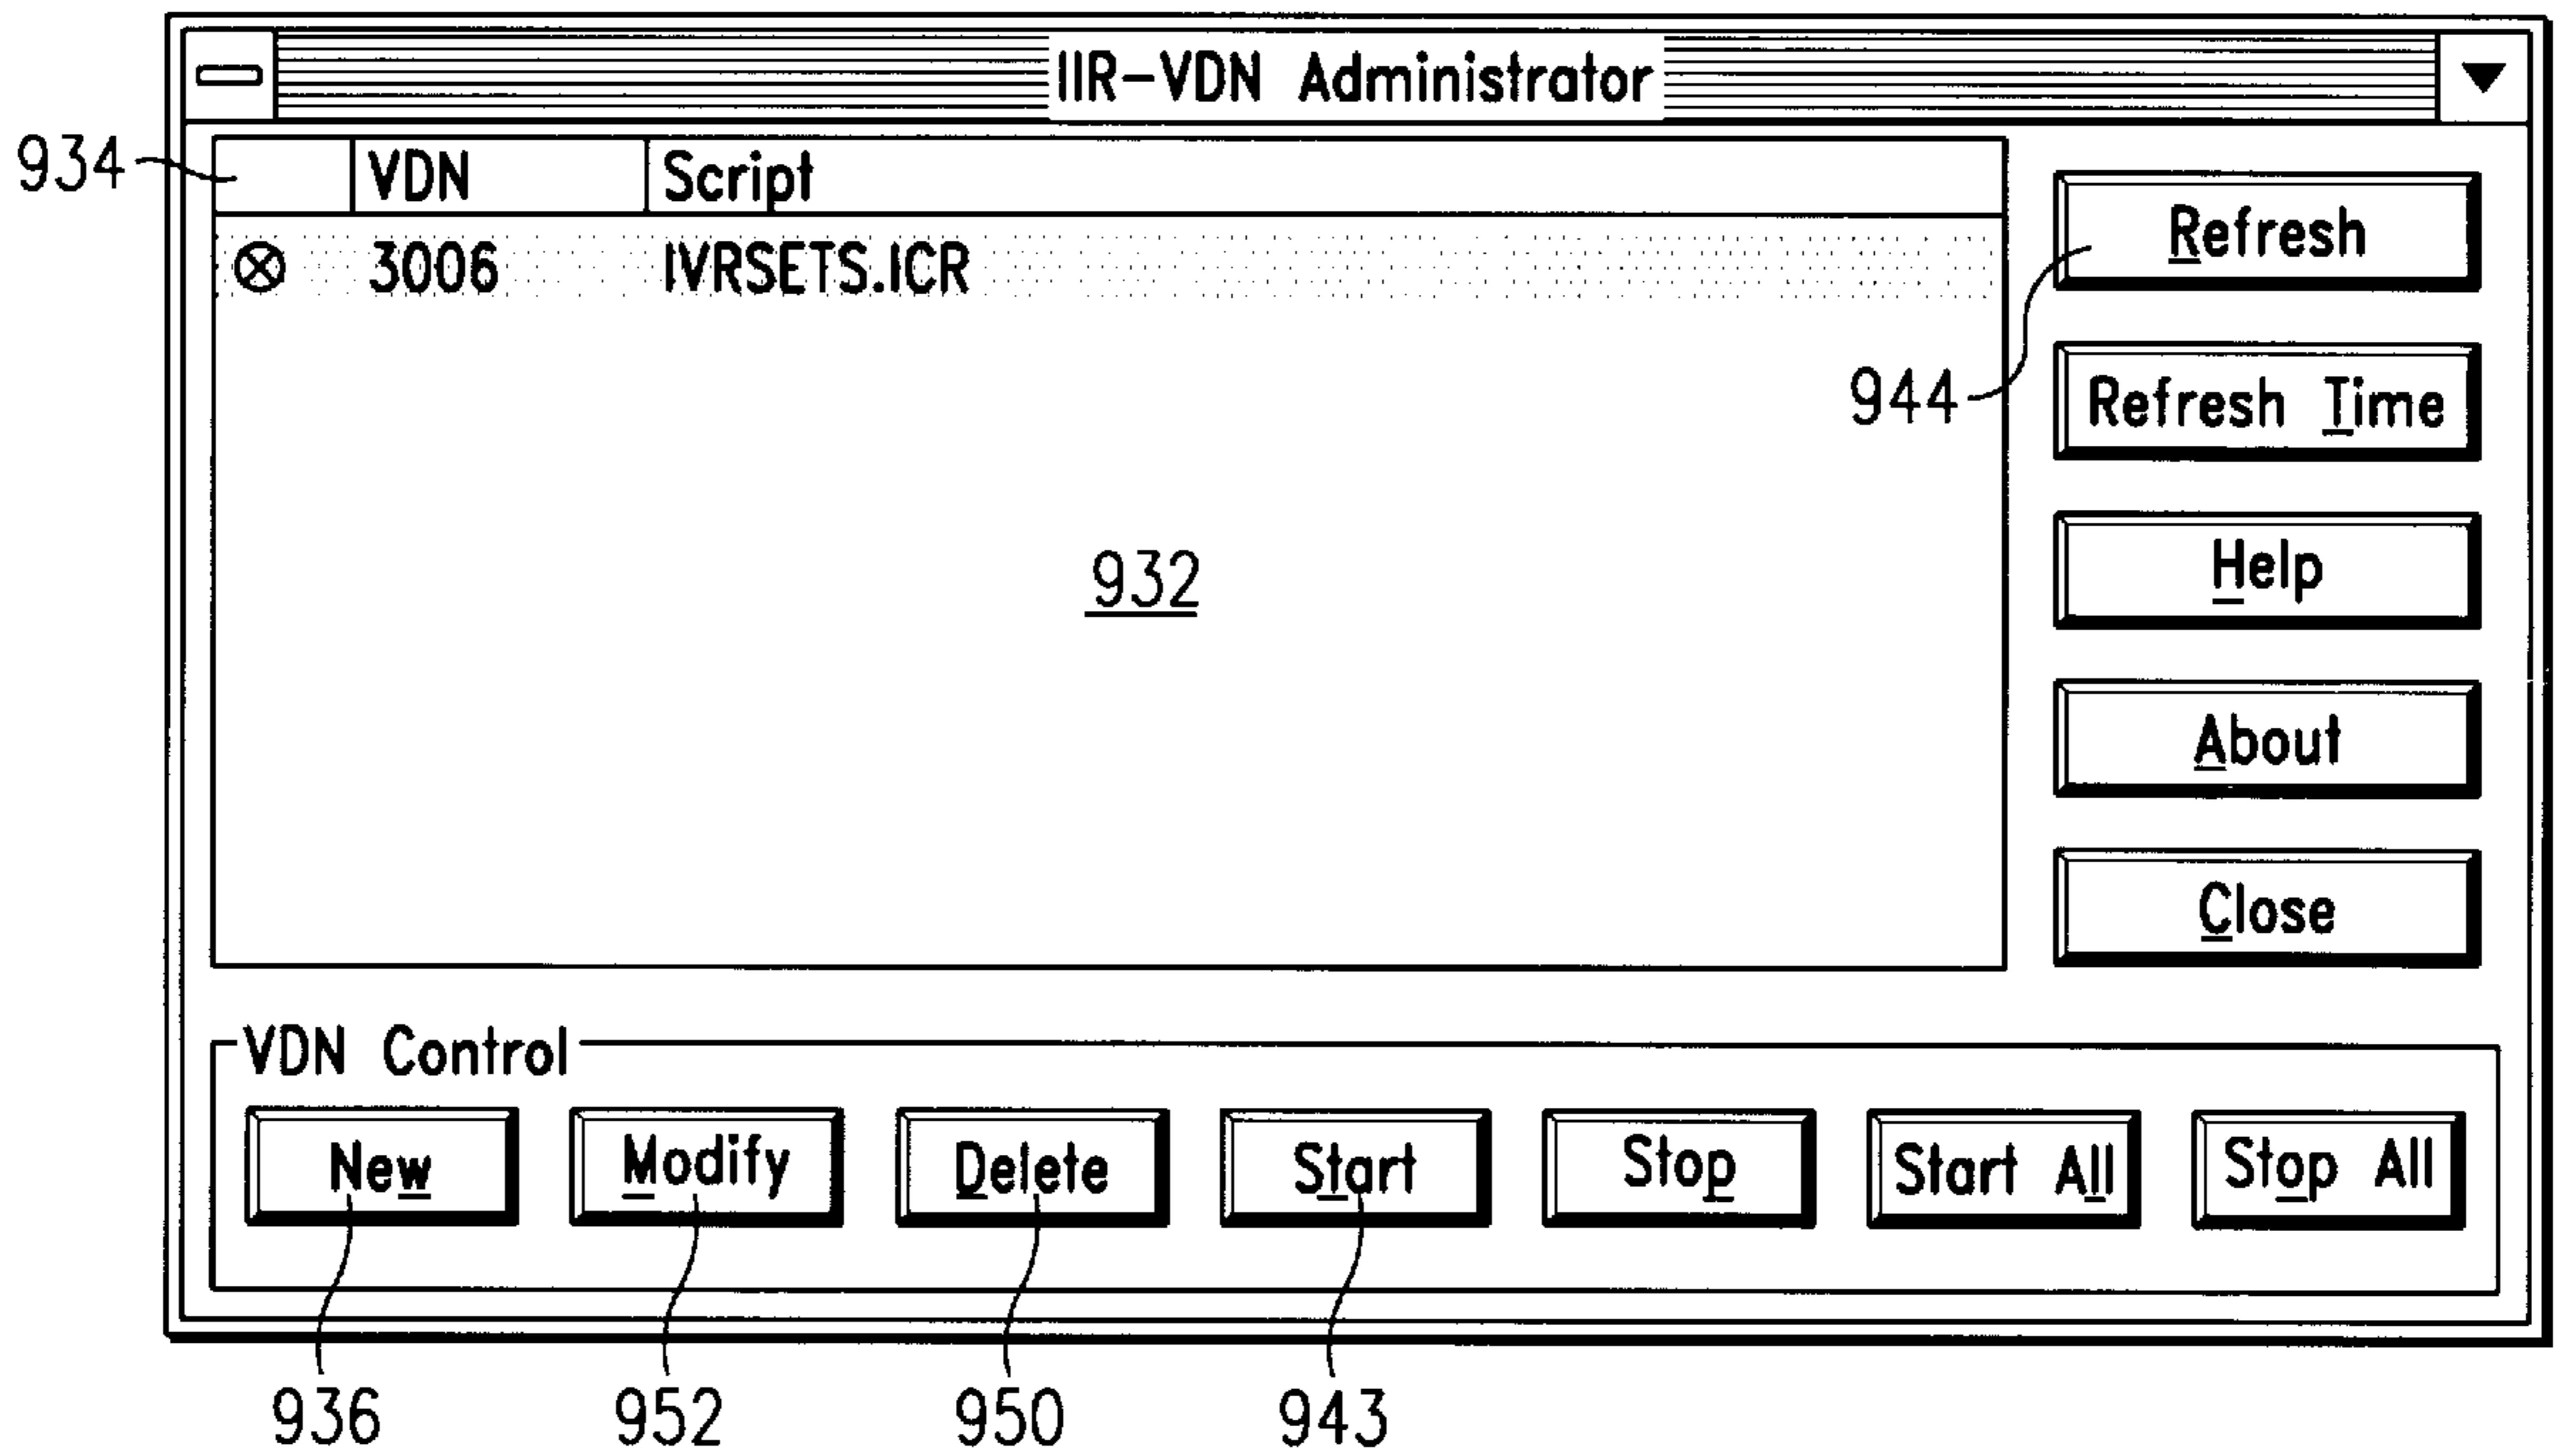 IIR-VDN Administrator
934
VDN Script
3006 IVRSETS.ICR
932
Refresh
944
Refresh Time
Help
About
Close
VDN Control
New Modify Delete Start Stop Start All Stop All
936 952 950 943